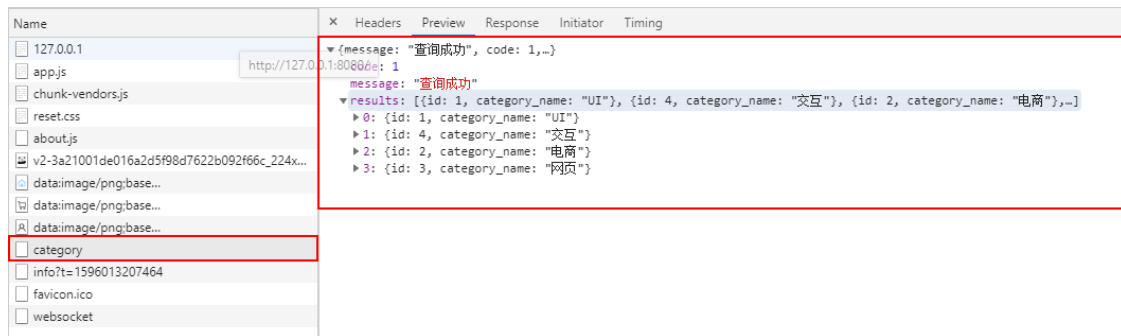 Name
127.0.0.1
app.js
chunk-vendors.js
reset.css
about.js
v2-3a21001de016a2d5f98d7622b092f66c_224x...
data:image/png;base...
data:image/png;base...
data:image/png;base...
category
info?t=1596013207464
favicon.ico
websocket
http://127.0.0.1:8080/
× Headers Preview Response Initiator Timing
▼{message: "查询成功", code: 1,…}
code: 1
message: "查询成功"
▼results: [{id: 1, category_name: "UI"}, {id: 4, category_name: "交互"}, {id: 2, category_name: "电商"},…]
▶0: {id: 1, category_name: "UI"}
▶1: {id: 4, category_name: "交互"}
▶2: {id: 2, category_name: "电商"}
▶3: {id: 3, category_name: "网页"}